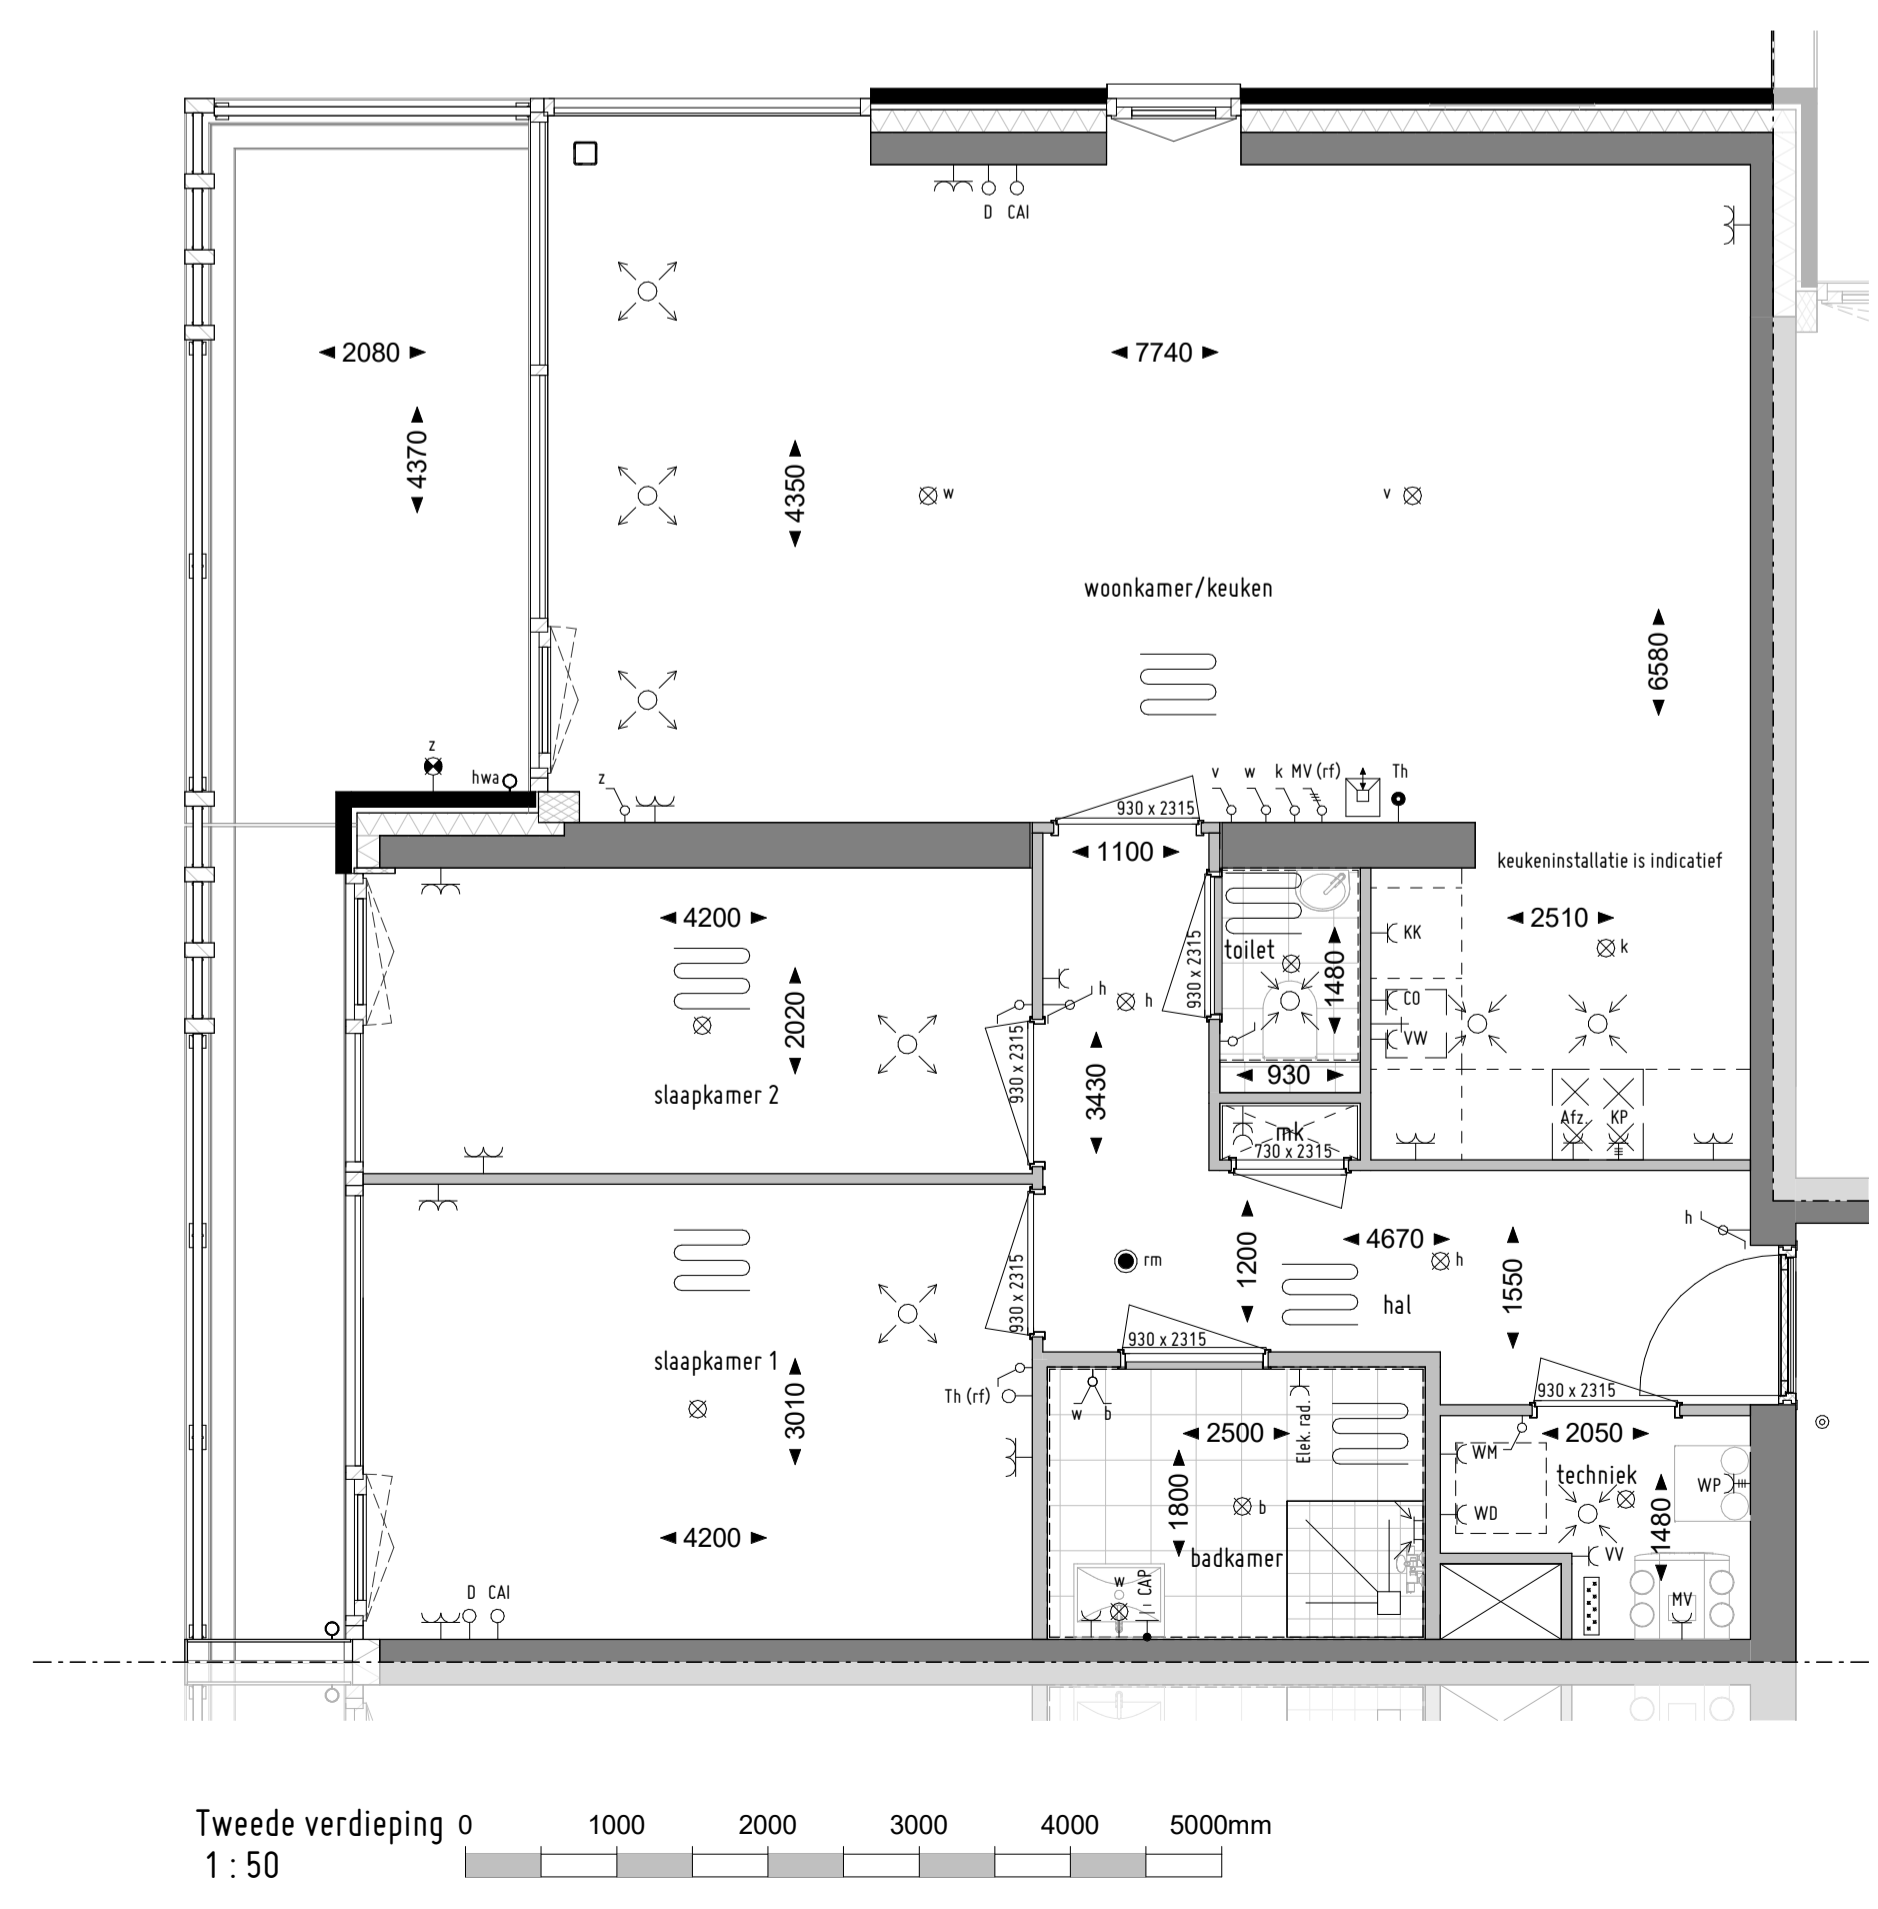 D CAI
2080
7740
4370
4350
w
v
woonkamer/keuken
6580
z
hwa
z
v w k MV (rf) Th
930 x 2315
1100
keukeninstallatie is indicatief
4200
2510
KK
k
toilet
930 x 2315
1480
2020
h
h
CO
VW
930 x 2315
3430
slaapkamer 2
930
Afz. KP
mk
730 x 2315
h
1200
4670
h
rm
1550
930 x 2315
hal
930 x 2315
slaapkamer 1
Th (rf)
3010
w b
Elek. rad.
2500
930 x 2315
2050
WM
techniek
WP
WD
1480
1800
b
4200
badkamer
VV
D CAI
w
CAP
MV
Tweede verdieping
1 : 50
0 1000 2000 3000 4000 5000mm